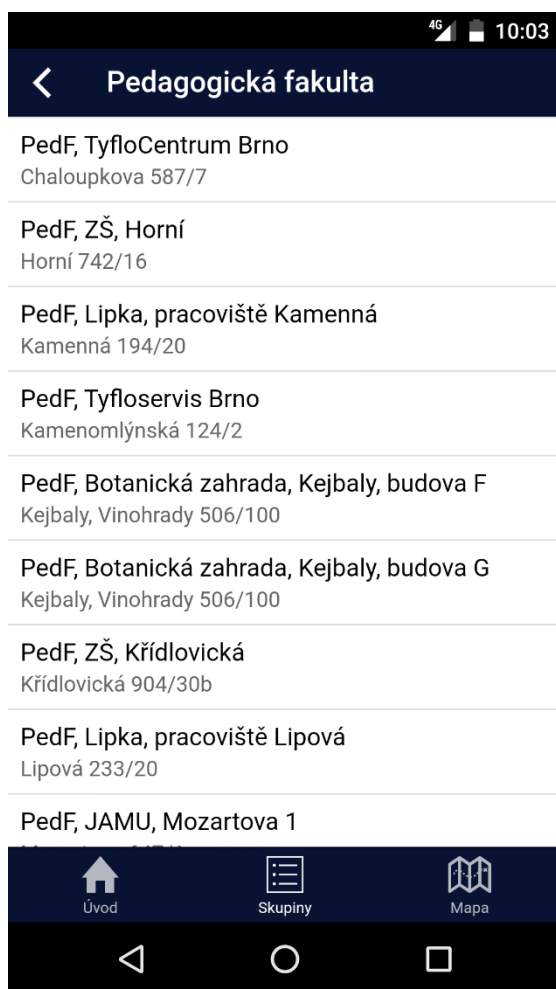 4G 10:03
Pedagogická fakulta
PedF, TyfloCentrum Brno
Chaloupkova 587/7
PedF, ZŠ, Horní
Horní 742/16
PedF, Lipka, pracoviště Kamenná
Kamenná 194/20
PedF, Tyfloservis Brno
Kamenomlýnská 124/2
PedF, Botanická zahrada, Kejbaly, budova F
Kejbaly, Vinohrady 506/100
PedF, Botanická zahrada, Kejbaly, budova G
Kejbaly, Vinohrady 506/100
PedF, ZŠ, Křídlovická
Křídlovická 904/30b
PedF, Lipka, pracoviště Lipová
Lipová 233/20
PedF, JAMU, Mozartova 1
Úvod Skupiny Mapa